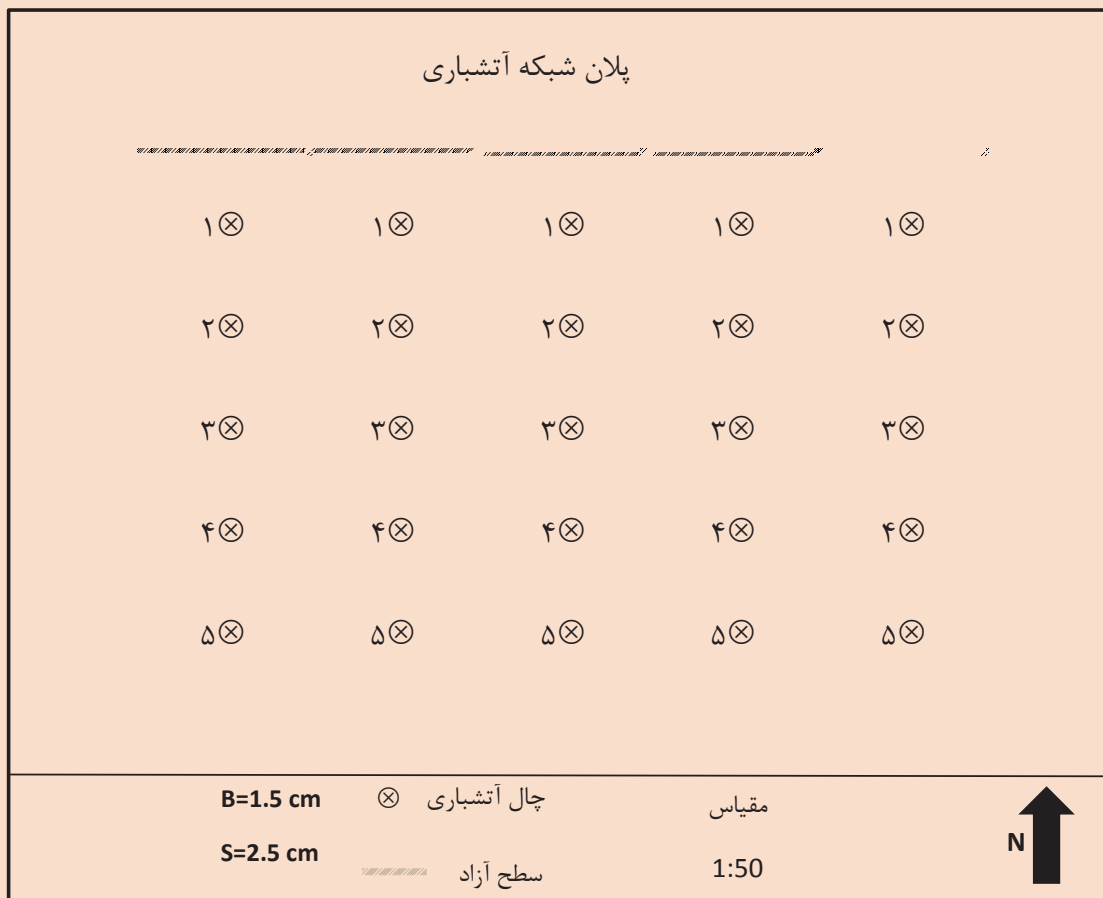 پلان شبکه آتشباری
۱ ۱ ۱ ۱ ۱
۲ ۲ ۲ ۲ ۲
۳ ۳ ۳ ۳ ۳
۴ ۴ ۴ ۴ ۴
۵ ۵ ۵ ۵ ۵
B=1.5 cm
S=2.5 cm
چال آتشباری
سطح آزاد
مقیاس
1:50
N